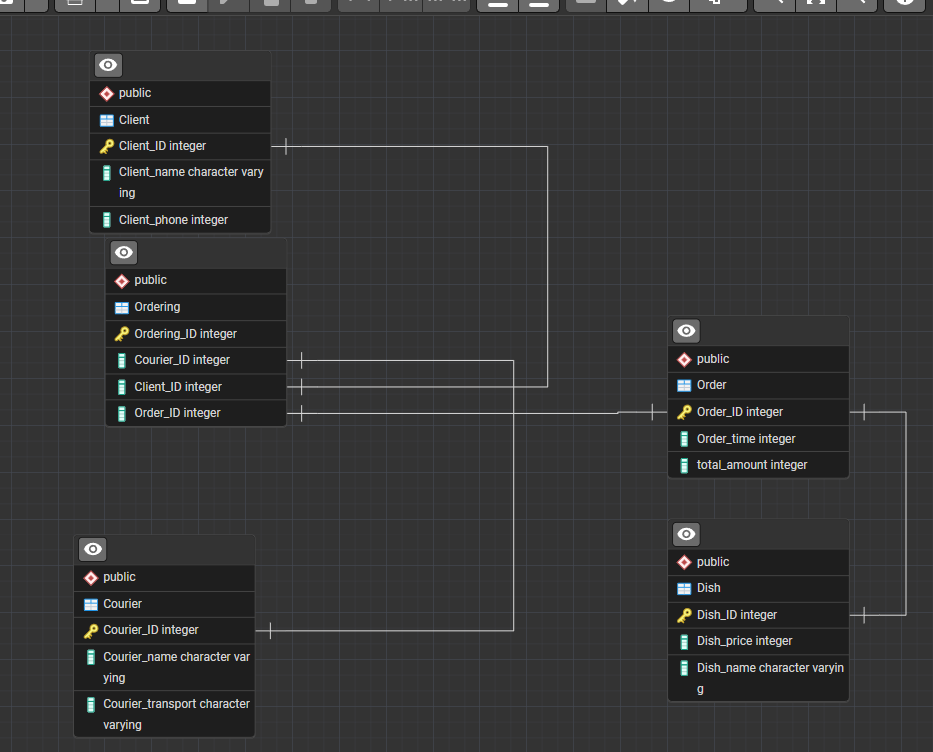 public
Client
Client_ID integer
Client_name character vary
ing
Client_phone integer
public
Ordering
Ordering_ID integer
Courier_ID integer
Client_ID integer
Order_ID integer
public
Order
Order_ID integer
Order_time integer
total_amount integer
public
Courier
Courier_ID integer
Courier_name character var
ying
Courier_transport character
varying
public
Dish
Dish_ID integer
Dish_price integer
Dish_name character varyin
g